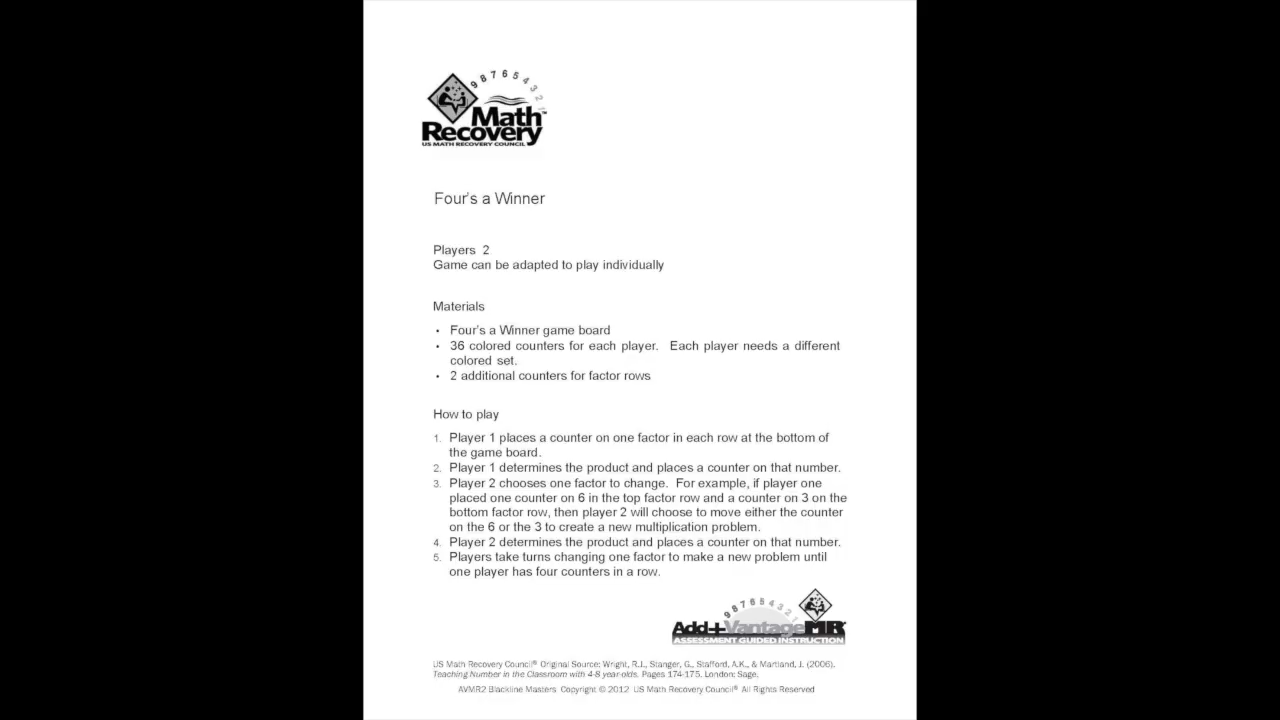 9 8 7 6 5 4 3 2 1
Math™
Recovery
US MATH RECOVERY COUNCIL
Four's a Winner
Players 2
Game can be adapted to play individually
Materials
• Four's a Winner game board
• 36 colored counters for each player. Each player needs a different
colored set.
• 2 additional counters for factor rows
How to play
1. Player 1 places a counter on one factor in each row at the bottom of
the game board.
2. Player 1 determines the product and places a counter on that number.
3. Player 2 chooses one factor to change. For example, if player one
placed one counter on 6 in the top factor row and a counter on 3 on the
bottom factor row, then player 2 will choose to move either the counter
on the 6 or the 3 to create a new multiplication problem.
4. Player 2 determines the product and places a counter on that number.
5. Players take turns changing one factor to make a new problem until
one player has four counters in a row.
9 8 7 6 5 4 3 2 1
Add+VantageMR®
ASSESSMENT GUIDED INSTRUCTION
US Math Recovery Council® Original Source: Wright, R.J., Stanger, G., Stafford, A.K., & Martland, J. (2006).
Teaching Number in the Classroom with 4-8 year-olds. Pages 174-175. London: Sage.
AVMR2 Blackline Masters Copyright © 2012 US Math Recovery Council® All Rights Reserved